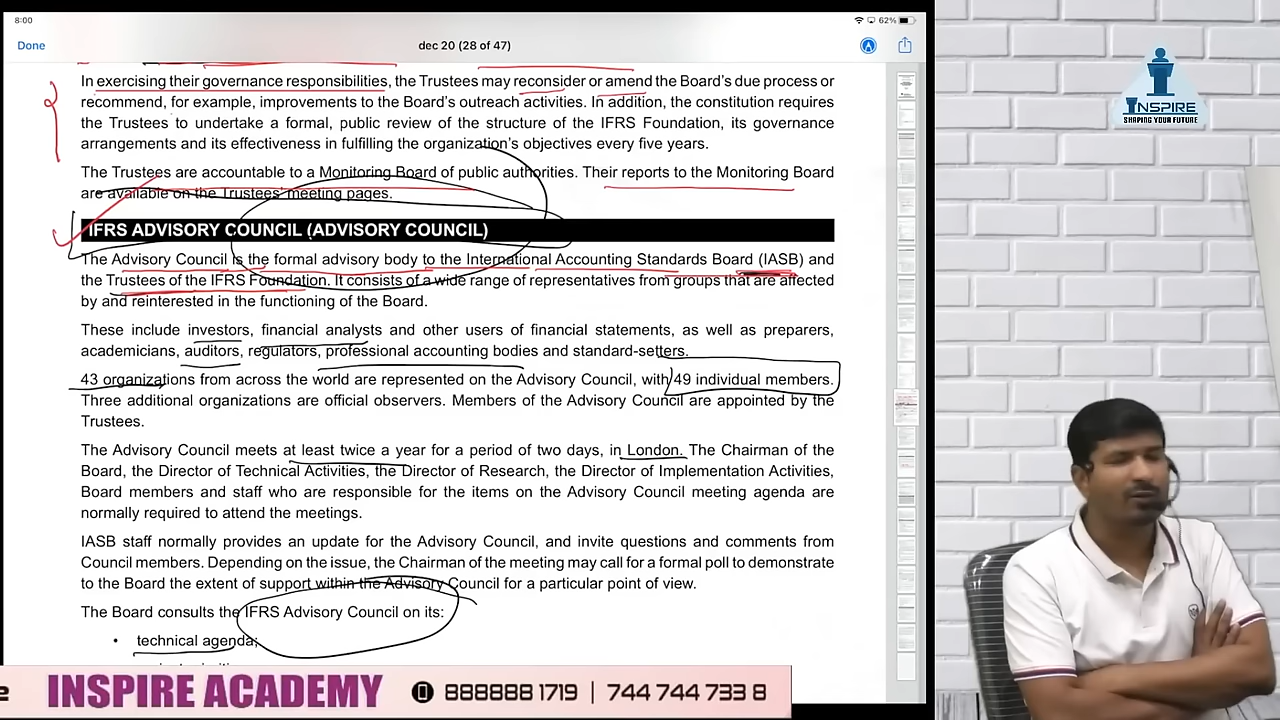 8:00
62%
Done
dec 20 (28 of 47)
In exercising their governance responsibilities, the Trustees may reconsider or amend the Board's due process or
recommend, for example, improvements to the Board's outreach activities. In addition, the constitution requires
the Trustees to undertake a formal, public review of the structure of the IFRS Foundation, its governance
arrangements and its effectiveness in fulfilling the organization's objectives every five years.
The Trustees are accountable to a Monitoring Board of public authorities. Their reports to the Monitoring Board
are available on the Trustees meeting pages.
IFRS ADVISORY COUNCIL (ADVISORY COUNCIL)
The Advisory Council is the formal advisory body to the International Accounting Standards Board (IASB) and
the Trustees of the IFRS Foundation. It consists of a wide range of representatives from groups that are affected
by and reinterested in the functioning of the Board.
These include investors, financial analysts and other users of financial statements, as well as preparers,
academicians, auditors, regulators, professional accounting bodies and standard-setters.
43 organizations from across the world are represented on the Advisory Council with 49 individual members.
Three additional organizations are official observers. Members of the Advisory Council are appointed by the
Trustees.
The Advisory Council meets at least twice a year for a period of two days, in London. The Chairman of the
Board, the Director of Technical Activities, the Director of Research, the Director of Implementation Activities,
Board members and staff who are responsible for the items on the Advisory Council meeting agenda are
normally required to attend the meetings.
IASB staff normally provides an update to the Advisory Council, and invite questions and comments from
Council members. Depending on the issue, the Chair of the meeting may call for a formal poll to demonstrate
to the Board the extent of support within the Advisory Council for a particular point of view.
The Board consults the IFRS Advisory Council on its:
• technical agenda;
INSPIRE
SHAPING YOUR FUTURE
INSPIRE